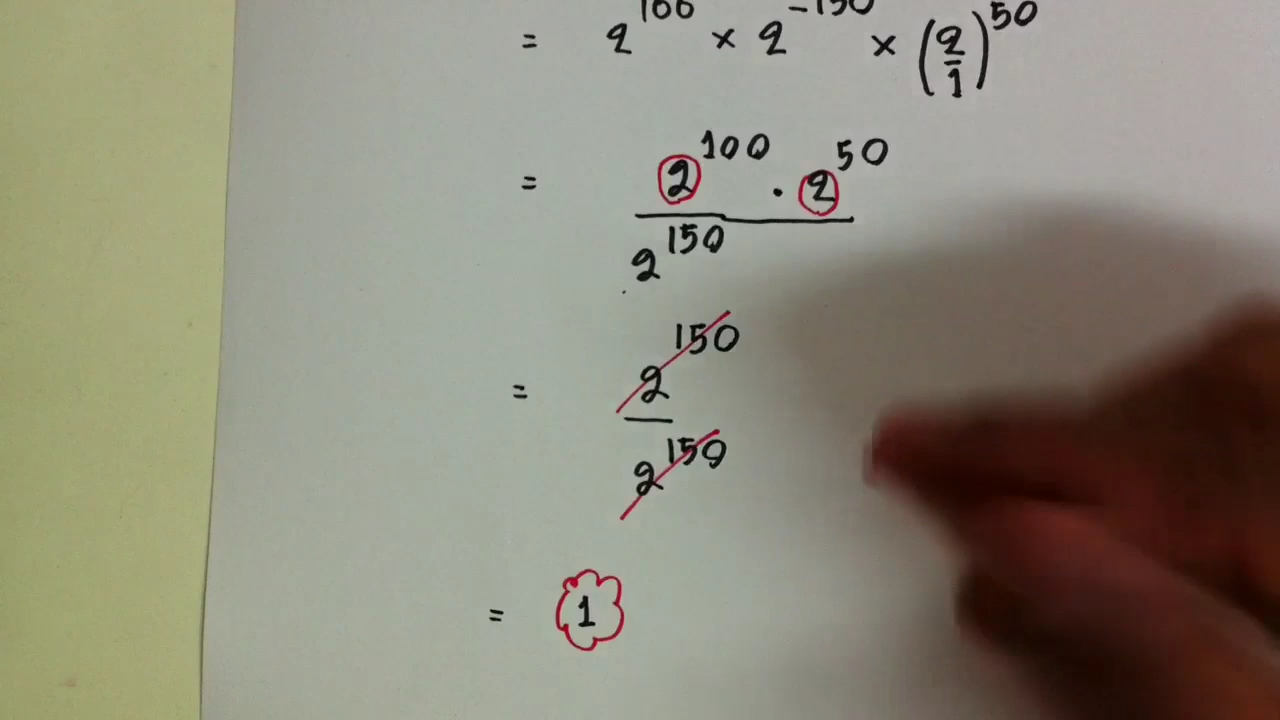 = 2^100 × 2^-150 × (2/1)^50
= 2^100 · 2^50 / 2^150
= 2^150 / 2^150
= 1